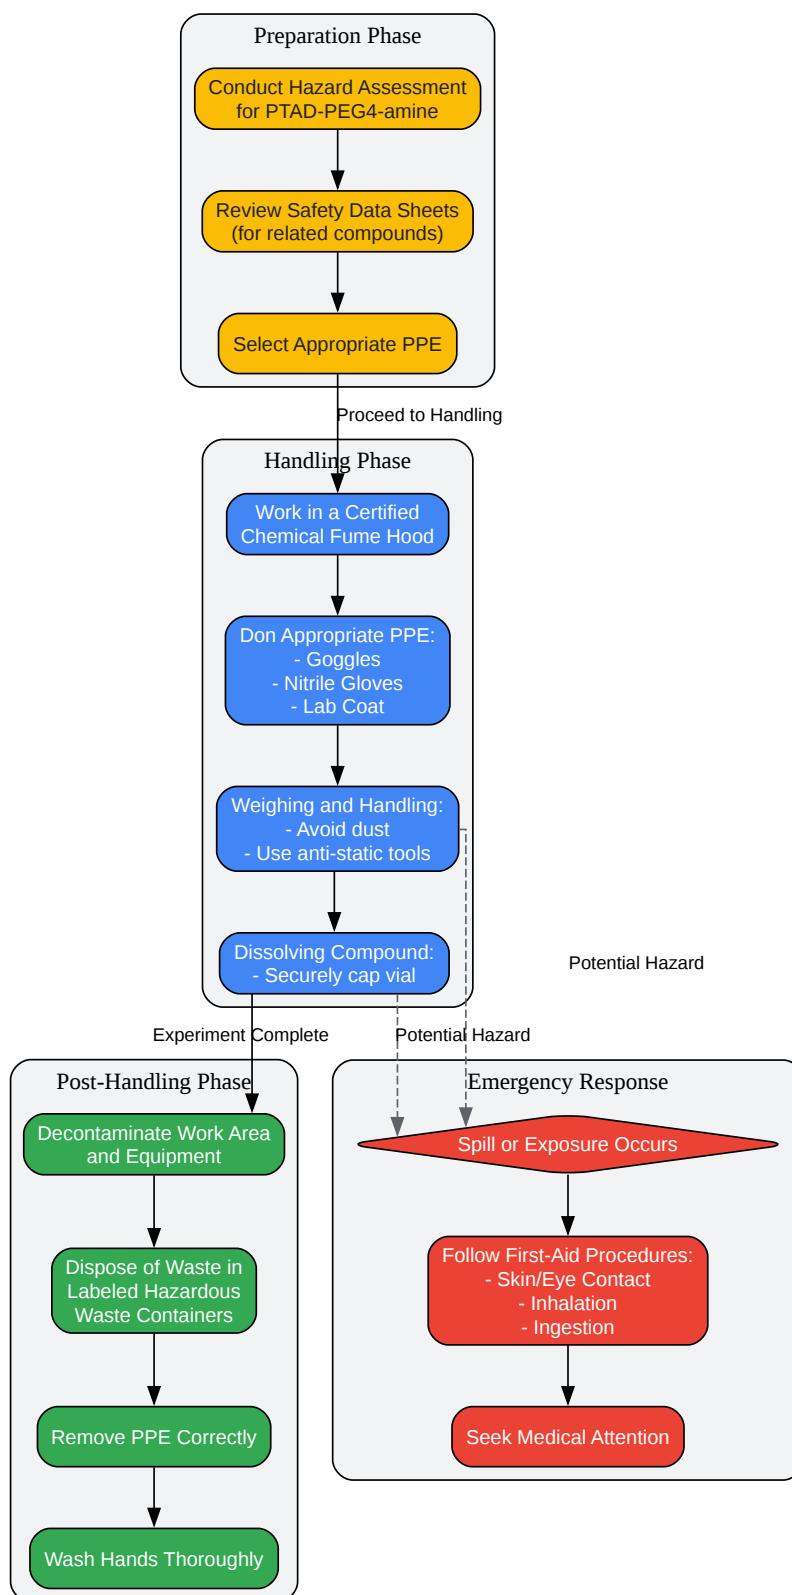 Preparation Phase
Conduct Hazard Assessment
for PTAD-PEG4-amine
Review Safety Data Sheets
(for related compounds)
Select Appropriate PPE
Proceed to Handling
Handling Phase
Work in a Certified
Chemical Fume Hood
Don Appropriate PPE:
- Goggles
- Nitrile Gloves
- Lab Coat
Weighing and Handling:
- Avoid dust
- Use anti-static tools
Dissolving Compound:
- Securely cap vial
Potential Hazard
Experiment Complete
Potential Hazard
Post-Handling Phase
Decontaminate Work Area
and Equipment
Dispose of Waste in
Labeled Hazardous
Waste Containers
Remove PPE Correctly
Wash Hands Thoroughly
Emergency Response
Spill or Exposure Occurs
Follow First-Aid Procedures:
- Skin/Eye Contact
- Inhalation
- Ingestion
Seek Medical Attention